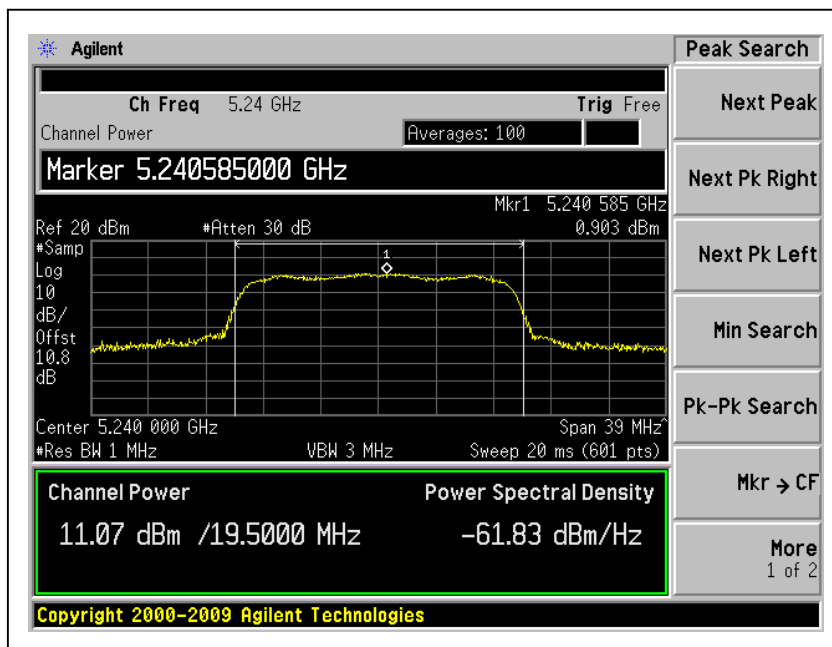 Agilent
Peak Search
Ch Freq 5.24 GHz Trig Free
Channel Power Averages: 100
Marker 5.240585000 GHz
Mkr1 5.240 585 GHz
Ref 20 dBm #Atten 30 dB 0.903 dBm
#Samp
Log
10
dB/
Offst
10.8
dB
1
Center 5.240 000 GHz Span 39 MHz^
#Res BW 1 MHz VBW 3 MHz Sweep 20 ms (601 pts)
Channel Power Power Spectral Density
11.07 dBm /19.5000 MHz -61.83 dBm/Hz
Next Peak
Next Pk Right
Next Pk Left
Min Search
Pk-Pk Search
Mkr → CF
More
1 of 2
Copyright 2000-2009 Agilent Technologies